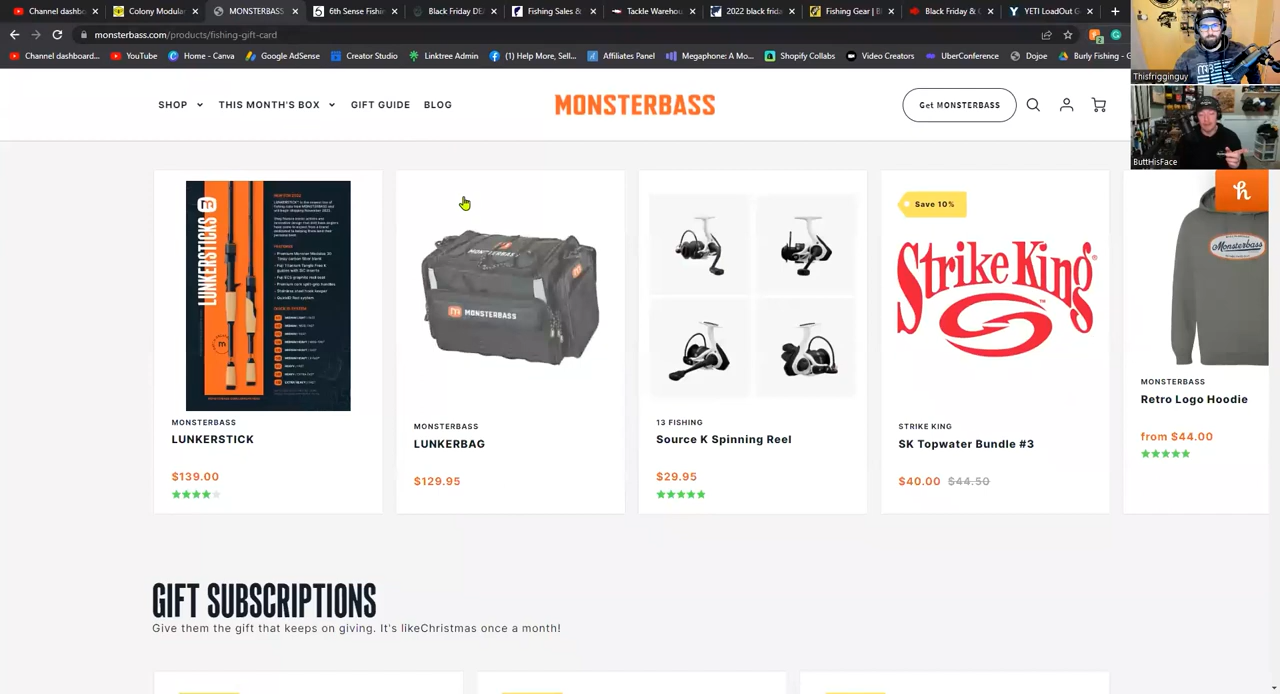 Channel dashbo
Colony Modula
MONSTERBASS
6th Sense Fishin
Black Friday DE
Fishing Sales &
Tackle Warehou
2022 black frida
Fishing Gear | B
Black Friday &
YETI LoadOut G
monsterbass.com/products/fishing-gift-card
Channel dashboard...
YouTube
Home - Canva
Google AdSense
Creator Studio
Linktree Admin
(1) Help More, Sell...
Affiliates Panel
Megaphone: A Mo...
Shopify Collabs
Video Creators
UberConference
Dojoe
Burly Fishing - G
Thisfrigginguy
ButtHisFace
SHOP
THIS MONTH'S BOX
GIFT GUIDE
BLOG
MONSTERBASS
Get MONSTERBASS
LUNKERSTICKS
FEATURES
MONSTERBASS
LUNKERSTICK
$139.00
MONSTERBASS
MONSTERBASS
LUNKERBAG
$129.95
13 FISHING
Source K Spinning Reel
$29.95
Save 10%
Strike King
STRIKE KING
SK Topwater Bundle #3
$40.00 $44.50
h
Monsterbass
MONSTERBASS
Retro Logo Hoodie
from $44.00
GIFT SUBSCRIPTIONS
Give them the gift that keeps on giving. It's likeChristmas once a month!